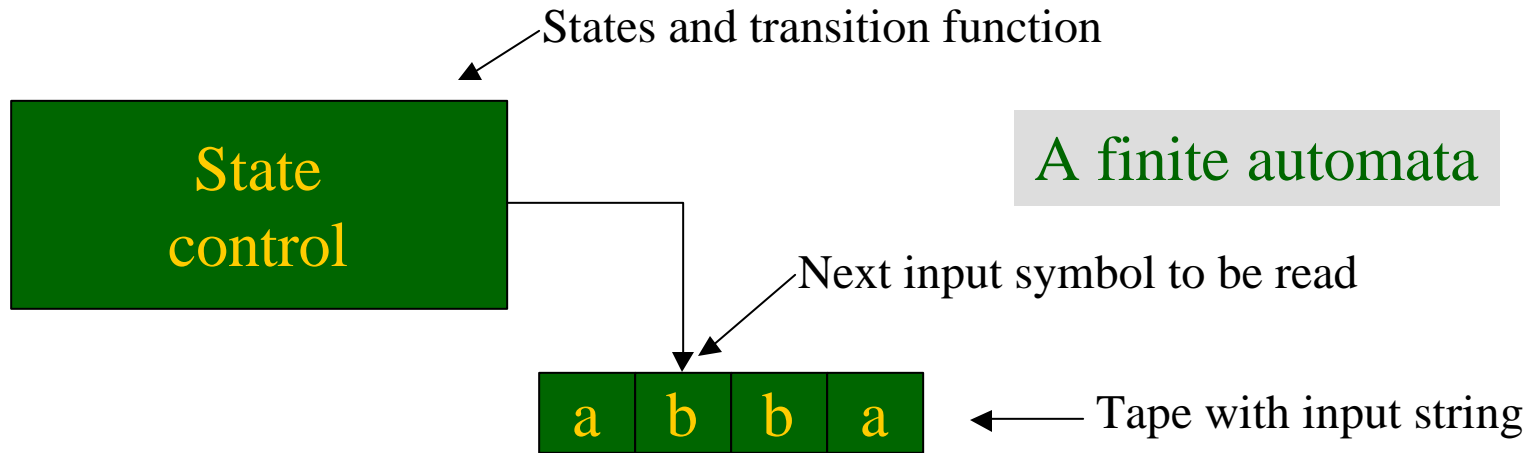 States and transition function
State
control
A finite automata
Next input symbol to be read
a b b a
Tape with input string